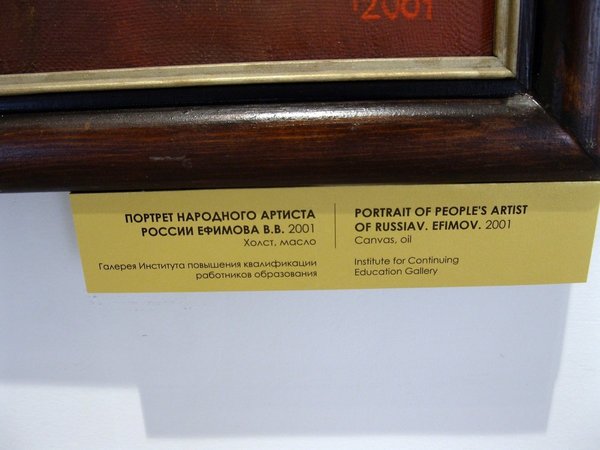 2001
ПОРТРЕТ НАРОДНОГО АРТИСТА
РОССИИ ЕФИМОВА В.В. 2001
Холст, масло
Галерея Института повышения квалификации
работников образования
PORTRAIT OF PEOPLE'S ARTIST
OF RUSSIAV. EFIMOV. 2001
Canvas, oil
Institute for Continuing
Education Gallery